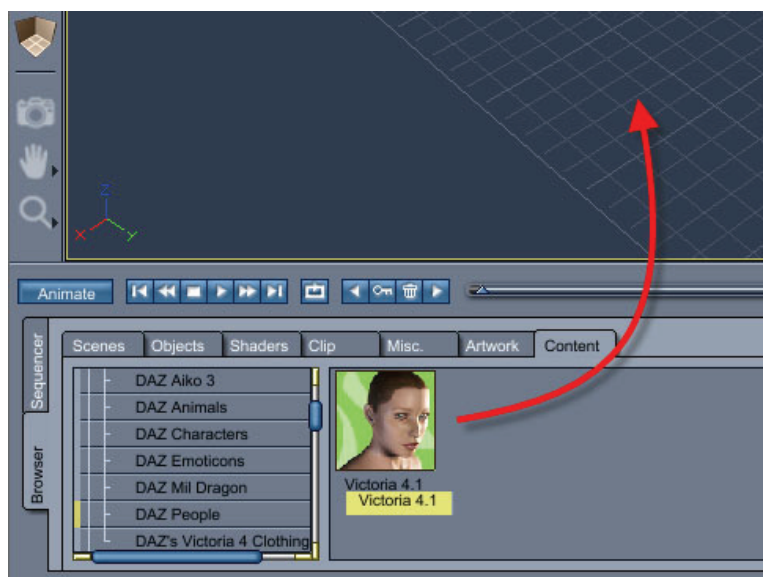 Z
X
Y
Animate
Sequencer
Browser
Scenes Objects Shaders Clip Misc. Artwork Content
DAZ Aiko 3
DAZ Animals
DAZ Characters
DAZ Emoticons
DAZ Mil Dragon
DAZ People
DAZ's Victoria 4 Clothing
Victoria 4.1
Victoria 4.1